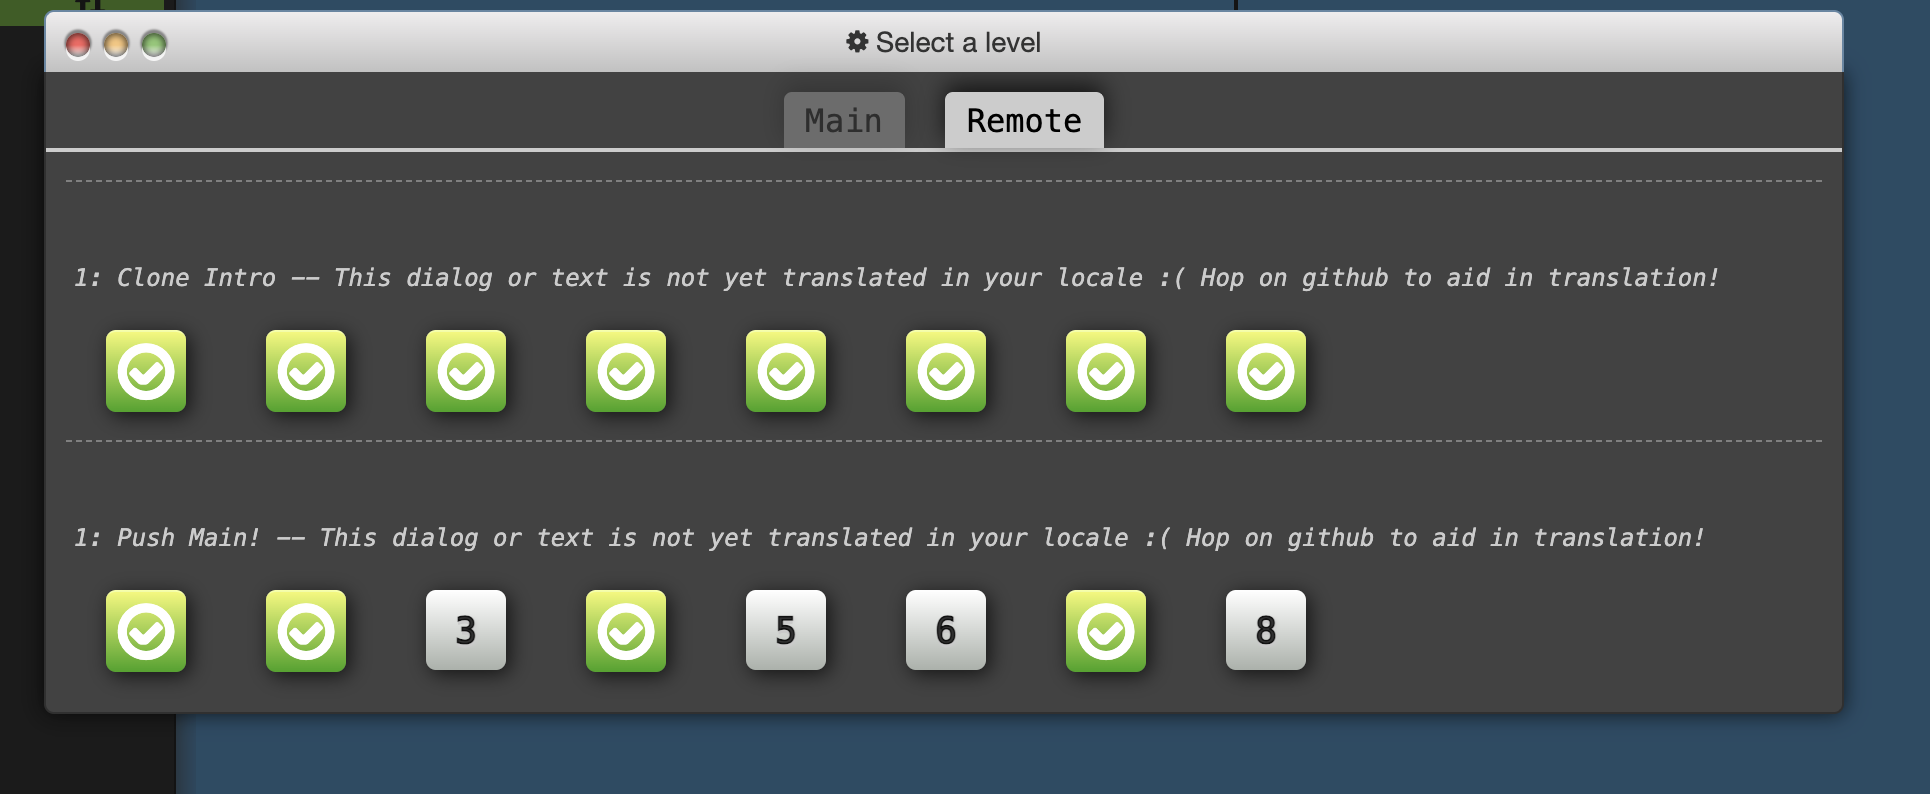 Select a level
Main
Remote
1: Clone Intro -- This dialog or text is not yet translated in your locale :( Hop on github to aid in translation!
1: Push Main! -- This dialog or text is not yet translated in your locale :( Hop on github to aid in translation!
3
5
6
8